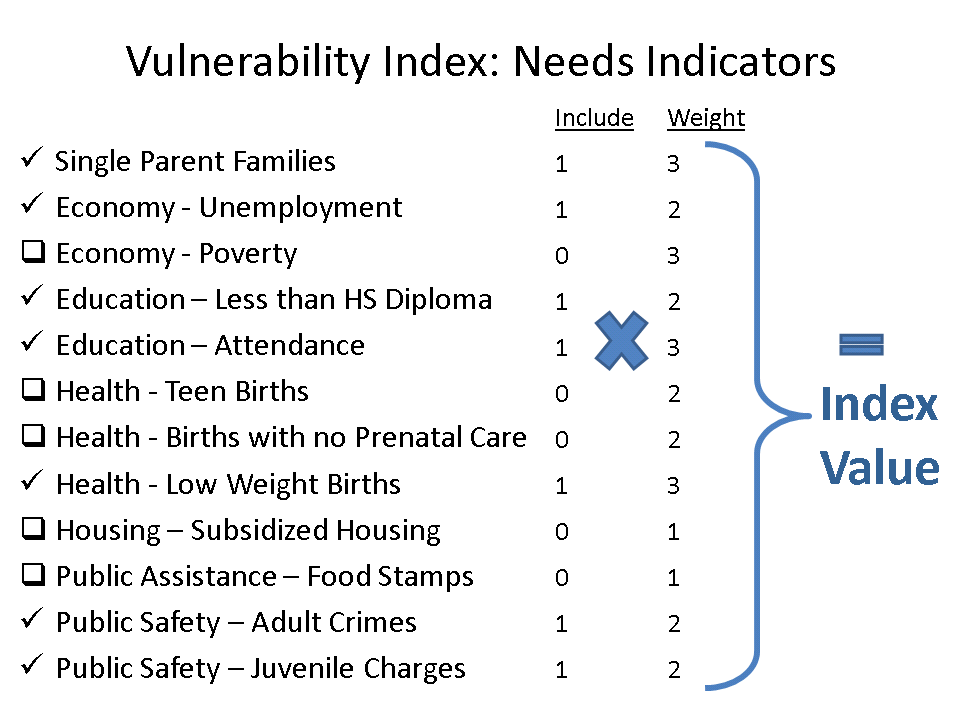 Vulnerability Index: Needs Indicators
Include Weight
Single Parent Families 1 3
Economy - Unemployment 1 2
Economy - Poverty 0 3
Education – Less than HS Diploma 1 2
Education – Attendance 1 3
Health - Teen Births 0 2
Health - Births with no Prenatal Care 0 2
Health - Low Weight Births 1 3
Housing – Subsidized Housing 0 1
Public Assistance – Food Stamps 0 1
Public Safety – Adult Crimes 1 2
Public Safety – Juvenile Charges 1 2
Index
Value